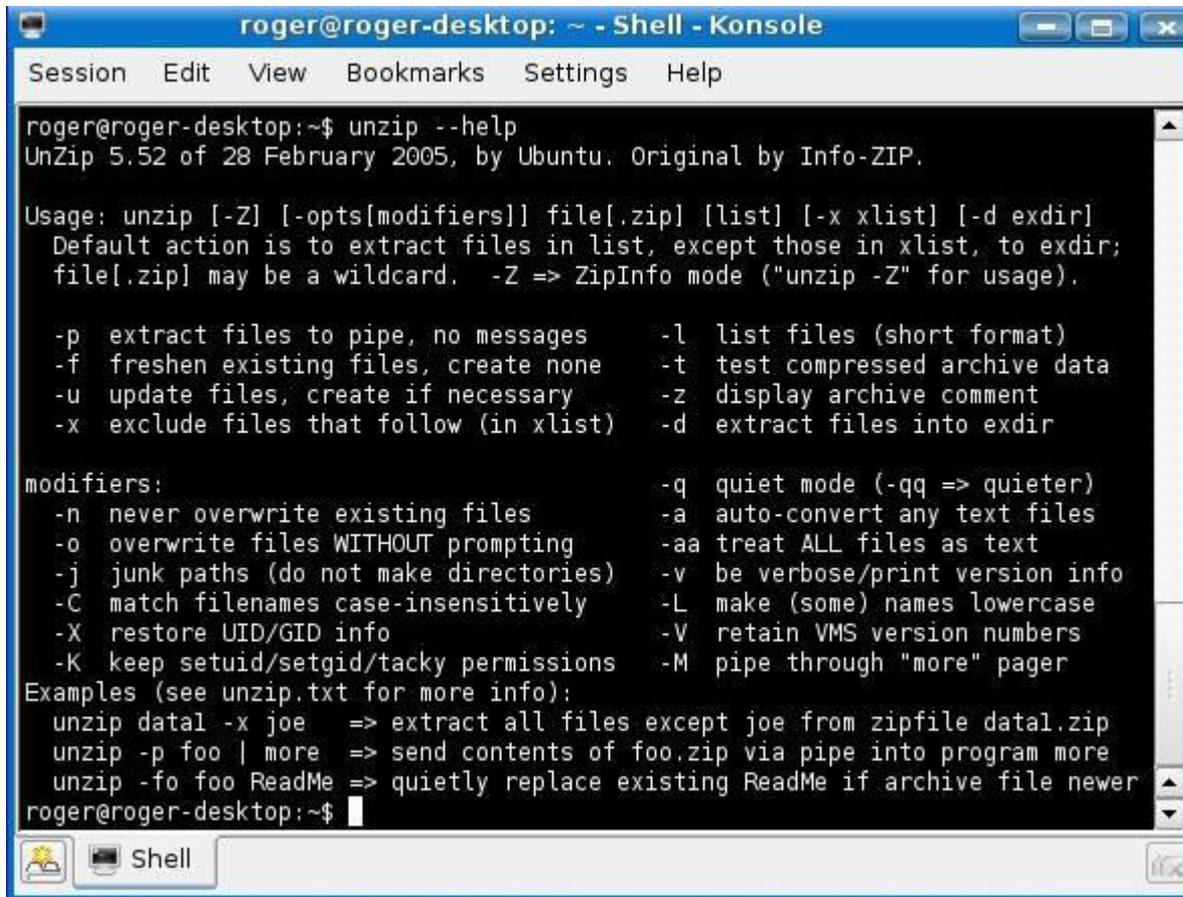 roger@roger-desktop: ~ - Shell - Konsole
Session Edit View Bookmarks Settings Help
roger@roger-desktop:~$ unzip --help
UnZip 5.52 of 28 February 2005, by Ubuntu. Original by Info-ZIP.
Usage: unzip [-Z] [-opts[modifiers]] file[.zip] [list] [-x xlist] [-d exdir]
Default action is to extract files in list, except those in xlist, to exdir;
file[.zip] may be a wildcard. -Z => ZipInfo mode ("unzip -Z" for usage).
-p extract files to pipe, no messages -l list files (short format)
-f freshen existing files, create none -t test compressed archive data
-u update files, create if necessary -z display archive comment
-x exclude files that follow (in xlist) -d extract files into exdir
modifiers: -q quiet mode (-qq => quieter)
-n never overwrite existing files -a auto-convert any text files
-o overwrite files WITHOUT prompting -aa treat ALL files as text
-j junk paths (do not make directories) -v be verbose/print version info
-C match filenames case-insensitively -L make (some) names lowercase
-X restore UID/GID info -V retain VMS version numbers
-K keep setuid/setgid/tacky permissions -M pipe through "more" pager
Examples (see unzip.txt for more info):
unzip data1 -x joe => extract all files except joe from zipfile data1.zip
unzip -p foo | more => send contents of foo.zip via pipe into program more
unzip -fo foo ReadMe => quietly replace existing ReadMe if archive file newer
roger@roger-desktop:~$
Shell